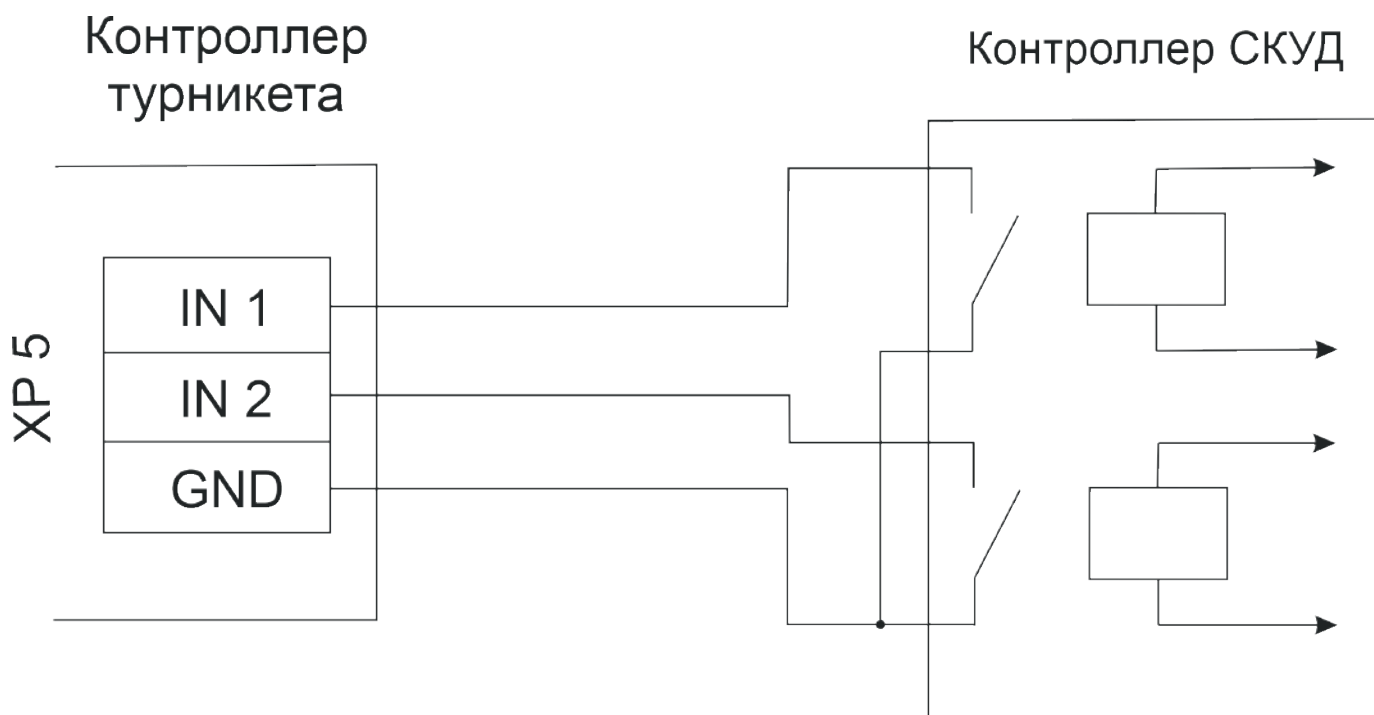 Контроллер
турникета
Контроллер СКУД
XP 5
IN 1
IN 2
GND